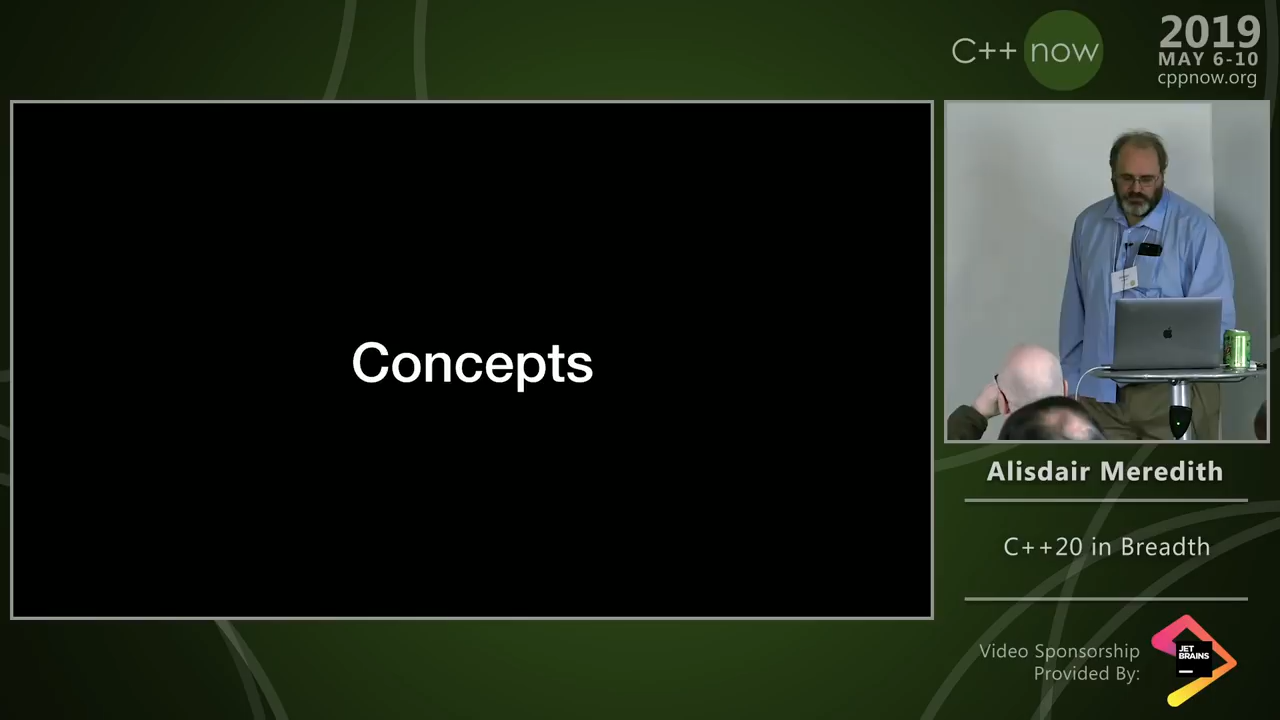 C++ now
2019
MAY 6-10
cppnow.org
Concepts
Alisdair Meredith
C++20 in Breadth
Video Sponsorship
Provided By:
JET
BRAINS